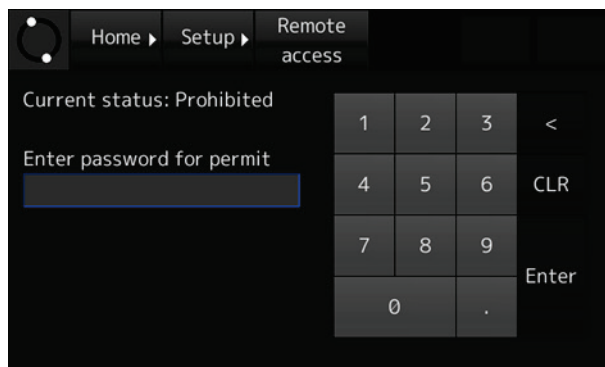 Home Setup Remote access
Current status: Prohibited
Enter password for permit
1 2 3 <
4 5 6 CLR
7 8 9
Enter
0 .